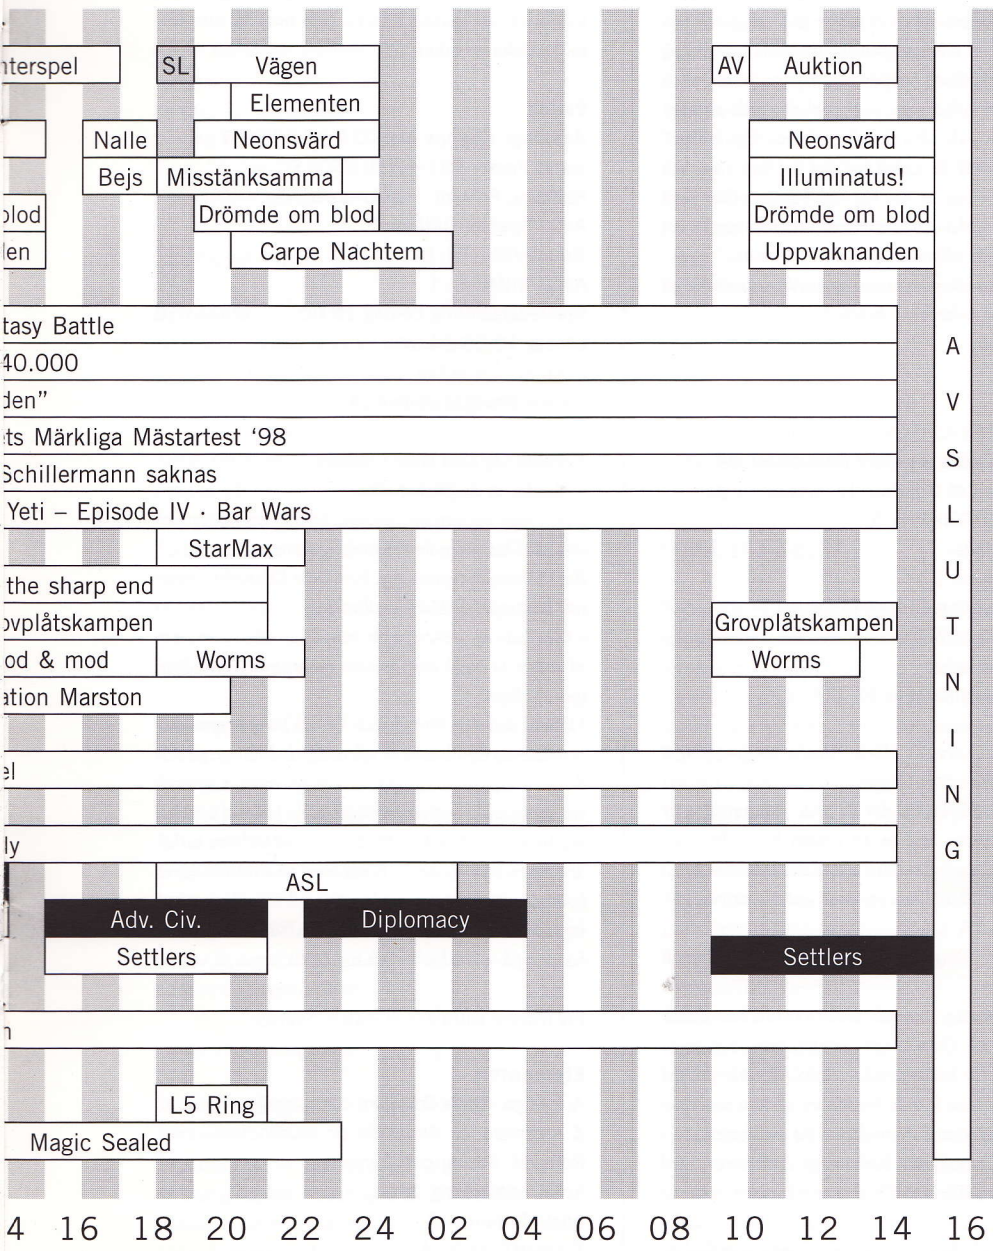 nterspel SL Vägen AV Auktion
Elementen
Nalle Neonsvärd Neonsvärd
Bejs Misstänksamma Illuminatus!
blod Drömde om blod Drömde om blod
den Carpe Nachtem Uppvaknanden
tasy Battle
40.000
den”
ts Märkliga Mästartest ‘98
Schillermann saknas
Yeti – Episode IV · Bar Wars
StarMax
the sharp end
ovplåtskampen Grovplåtskampen
od & mod Worms Worms
ation Marston
el
ly
ASL
Adv. Civ. Diplomacy
Settlers Settlers
n
L5 Ring
Magic Sealed
AVSLUTNING
4 16 18 20 22 24 02 04 06 08 10 12 14 16